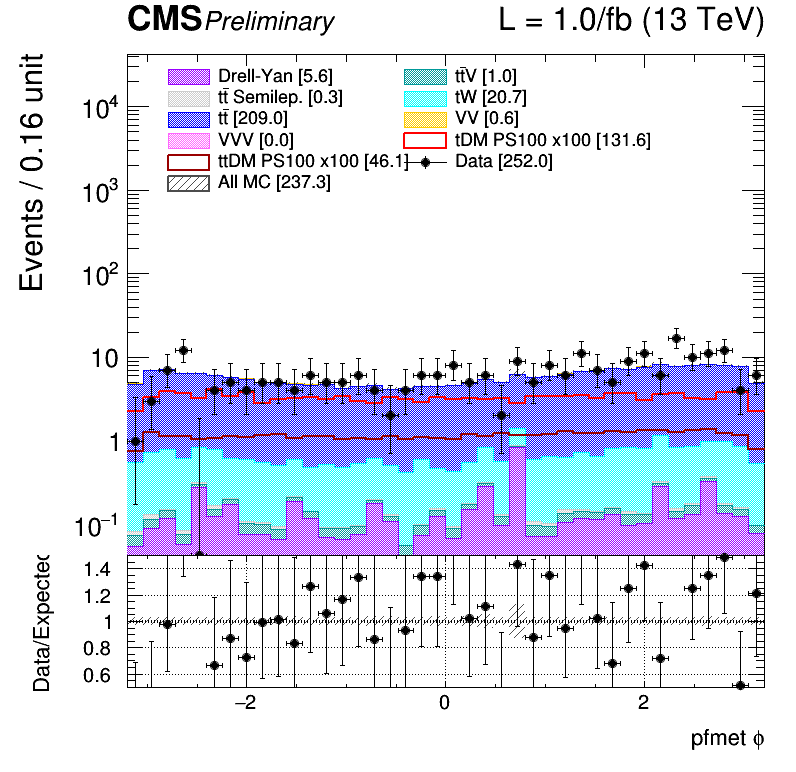 CMS Preliminary L = 1.0/fb (13 TeV)
Events / 0.16 unit
Drell-Yan [5.6] tt̄V [1.0]
tt̄ Semilep. [0.3] tW [20.7]
tt̄ [209.0] VV [0.6]
VVV [0.0] tDM PS100 x100 [131.6]
ttDM PS100 x100 [46.1] Data [252.0]
All MC [237.3]
10⁴
10³
10²
10
1
10⁻¹
Data/Expected
1.4
1.2
1
0.8
0.6
−2 0 2
pfmet ϕ